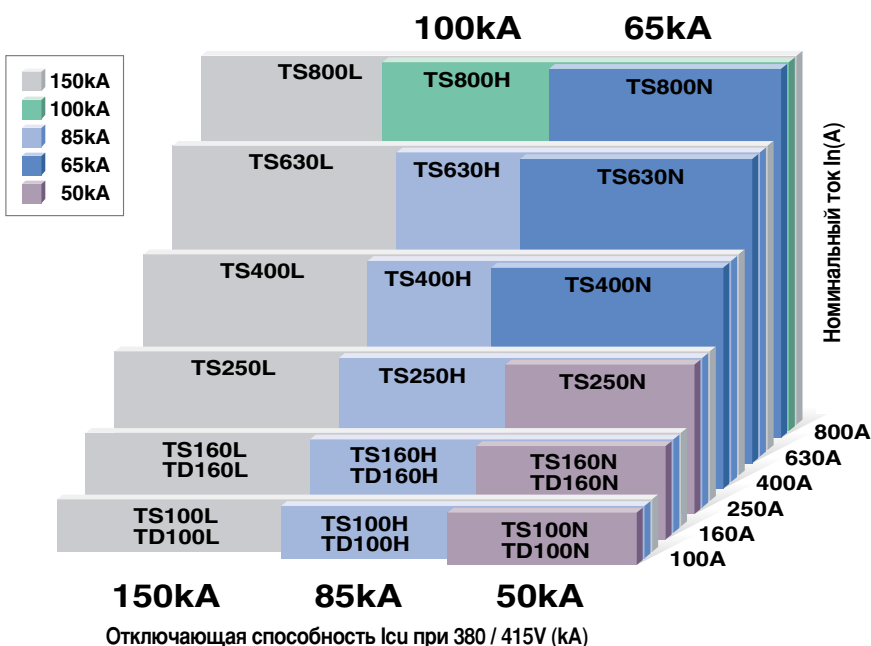 100kA 65kA
150kA
100kA
85kA
65kA
50kA
TS800L TS800H TS800N
TS630L TS630H TS630N
TS400L TS400H TS400N
TS250L TS250H TS250N
TS160L TS160H TS160N
TD160L TD160H TD160N
TS100L TS100H TS100N
TD100L TD100H TD100N
Номинальный ток In(A)
800A
630A
400A
250A
160A
100A
150kA 85kA 50kA
Отключающая способность Icu при 380 / 415V (kA)